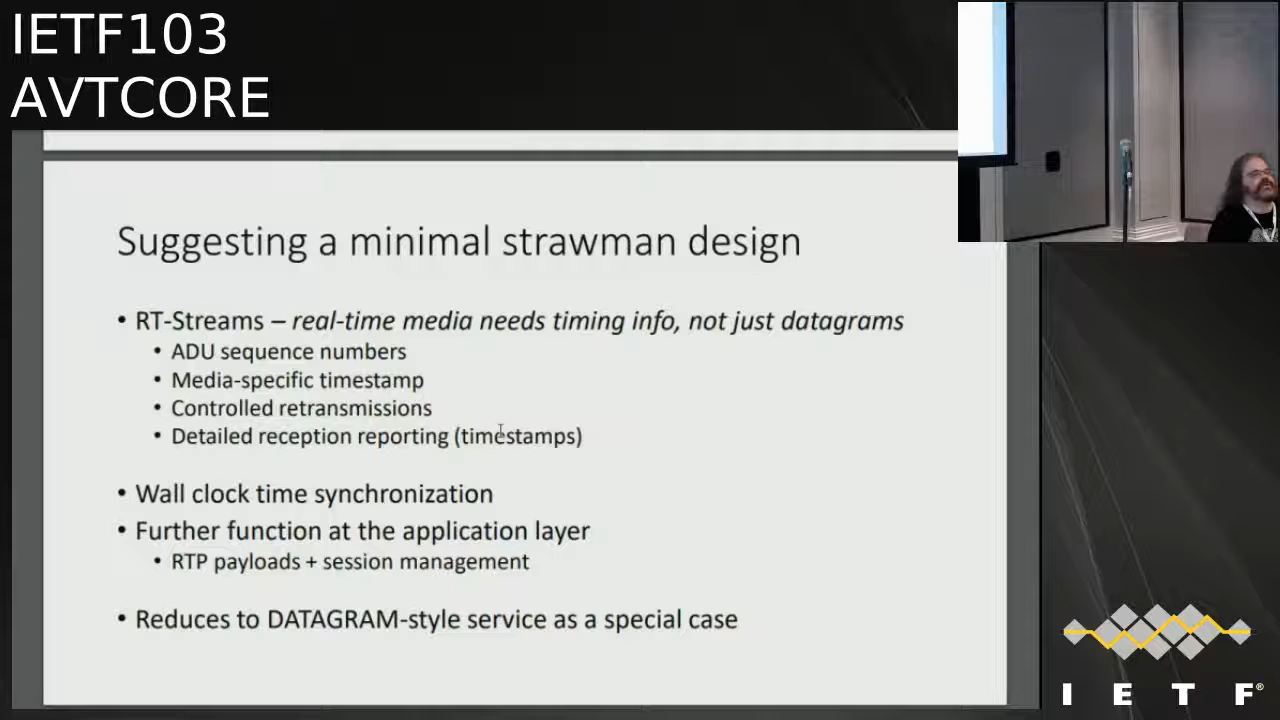 IETF103
AVTCORE
Suggesting a minimal strawman design
• RT-Streams – real-time media needs timing info, not just datagrams
• ADU sequence numbers
• Media-specific timestamp
• Controlled retransmissions
• Detailed reception reporting (timestamps)
• Wall clock time synchronization
• Further function at the application layer
• RTP payloads + session management
• Reduces to DATAGRAM-style service as a special case
I E T F®